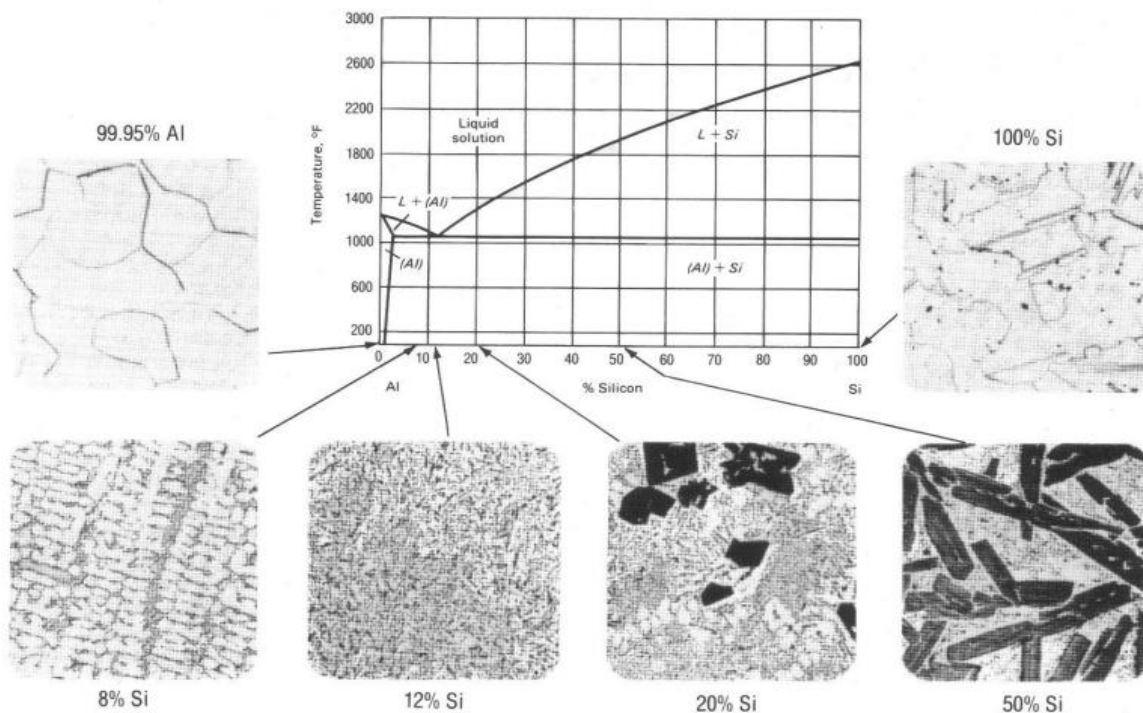 3000
2600
2200
1800
1400
1000
600
200
Temperature, °F
Liquid
solution
L + Si
L + (Al)
(Al)
(Al) + Si
0 10 20 30 40 50 60 70 80 90 100
Al % Silicon Si
99.95% Al
100% Si
8% Si
12% Si
20% Si
50% Si